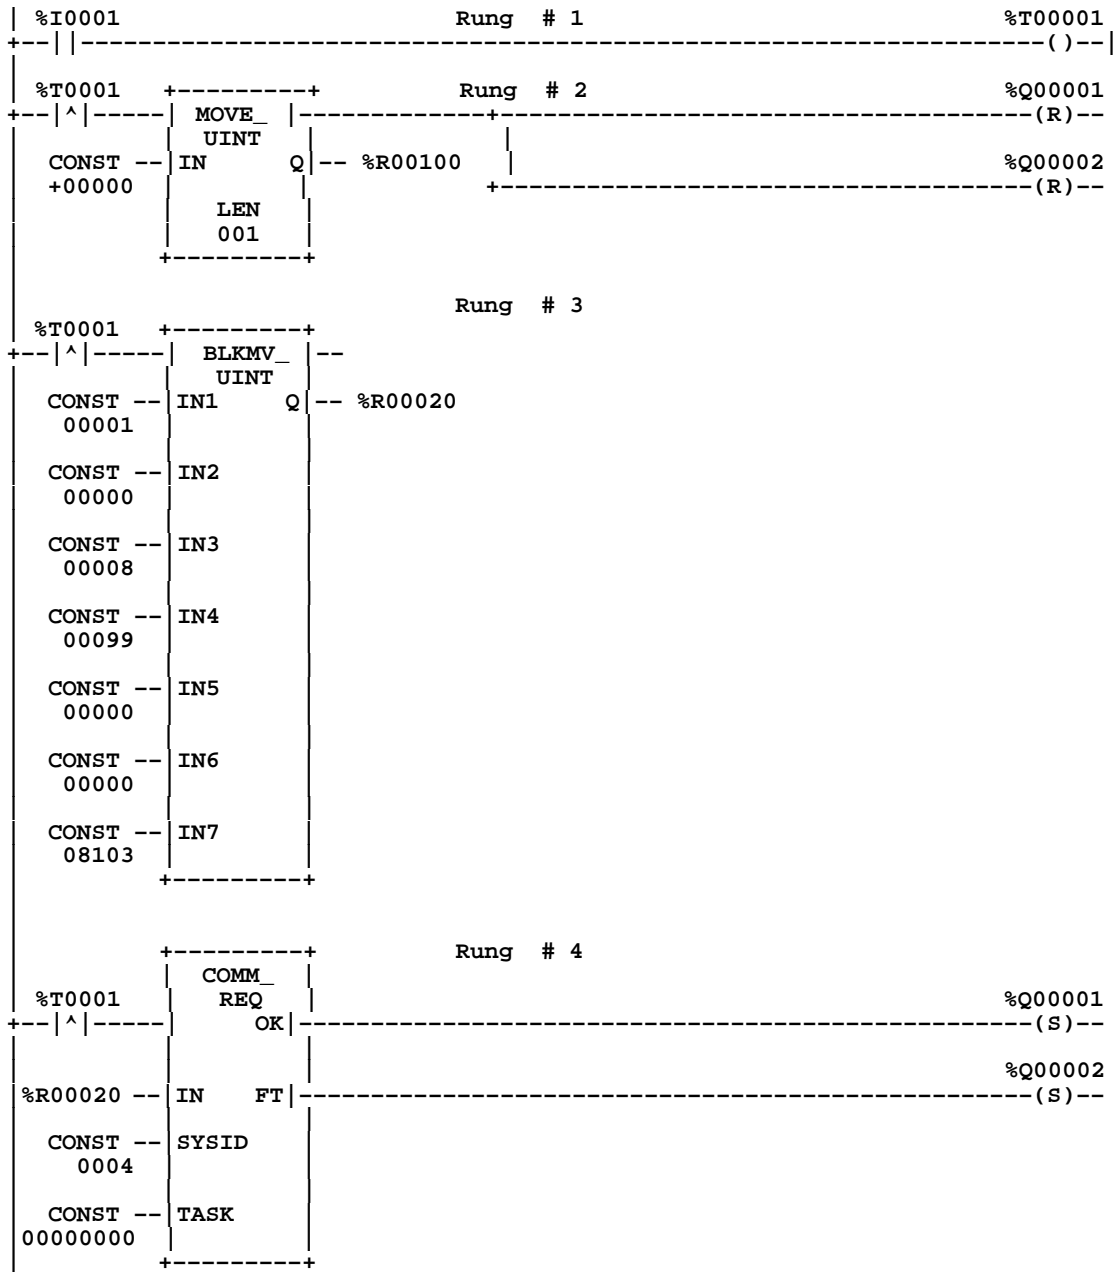 %I0001 Rung # 1 %T00001
+--| |--------------------------------------------------------------------( )--|
%T0001 Rung # 2 %Q00001
+--|^|-----| MOVE_ |-------------+-------------------------------------(R)--
UINT
CONST --|IN Q|-- %R00100 | %Q00002
+00000 +-------------------------------------(R)--
LEN
001
Rung # 3
%T0001
+--|^|-----| BLKMV_ |--
UINT
CONST --|IN1 Q|-- %R00020
00001
CONST --|IN2
00000
CONST --|IN3
00008
CONST --|IN4
00099
CONST --|IN5
00000
CONST --|IN6
00000
CONST --|IN7
08103
Rung # 4
COMM_
%T0001 REQ %Q00001
+--|^|-----| OK|---------------------------------------------------(S)--
%Q00002
%R00020 --|IN FT|---------------------------------------------------(S)--
CONST --|SYSID
0004
CONST --|TASK
00000000